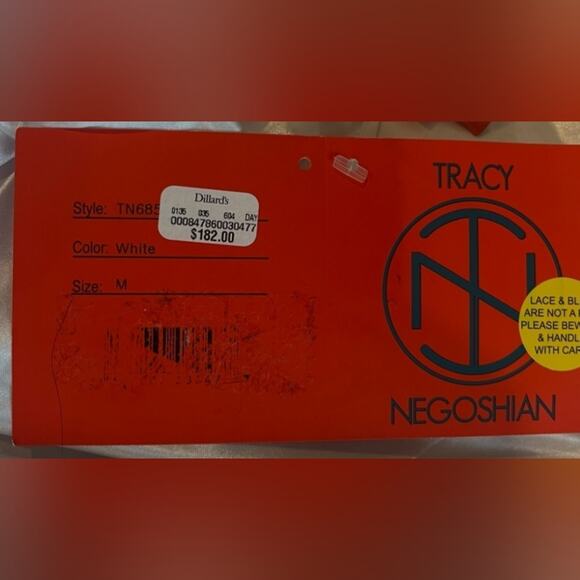 Dillard's
0135 035 604 DAY
000847860030477
$182.00
Style: TN685
Color: White
Size: M
TRACY
TN
NEGOSHIAN
LACE & BL
ARE NOT A
PLEASE BEW
& HANDL
WITH CAR